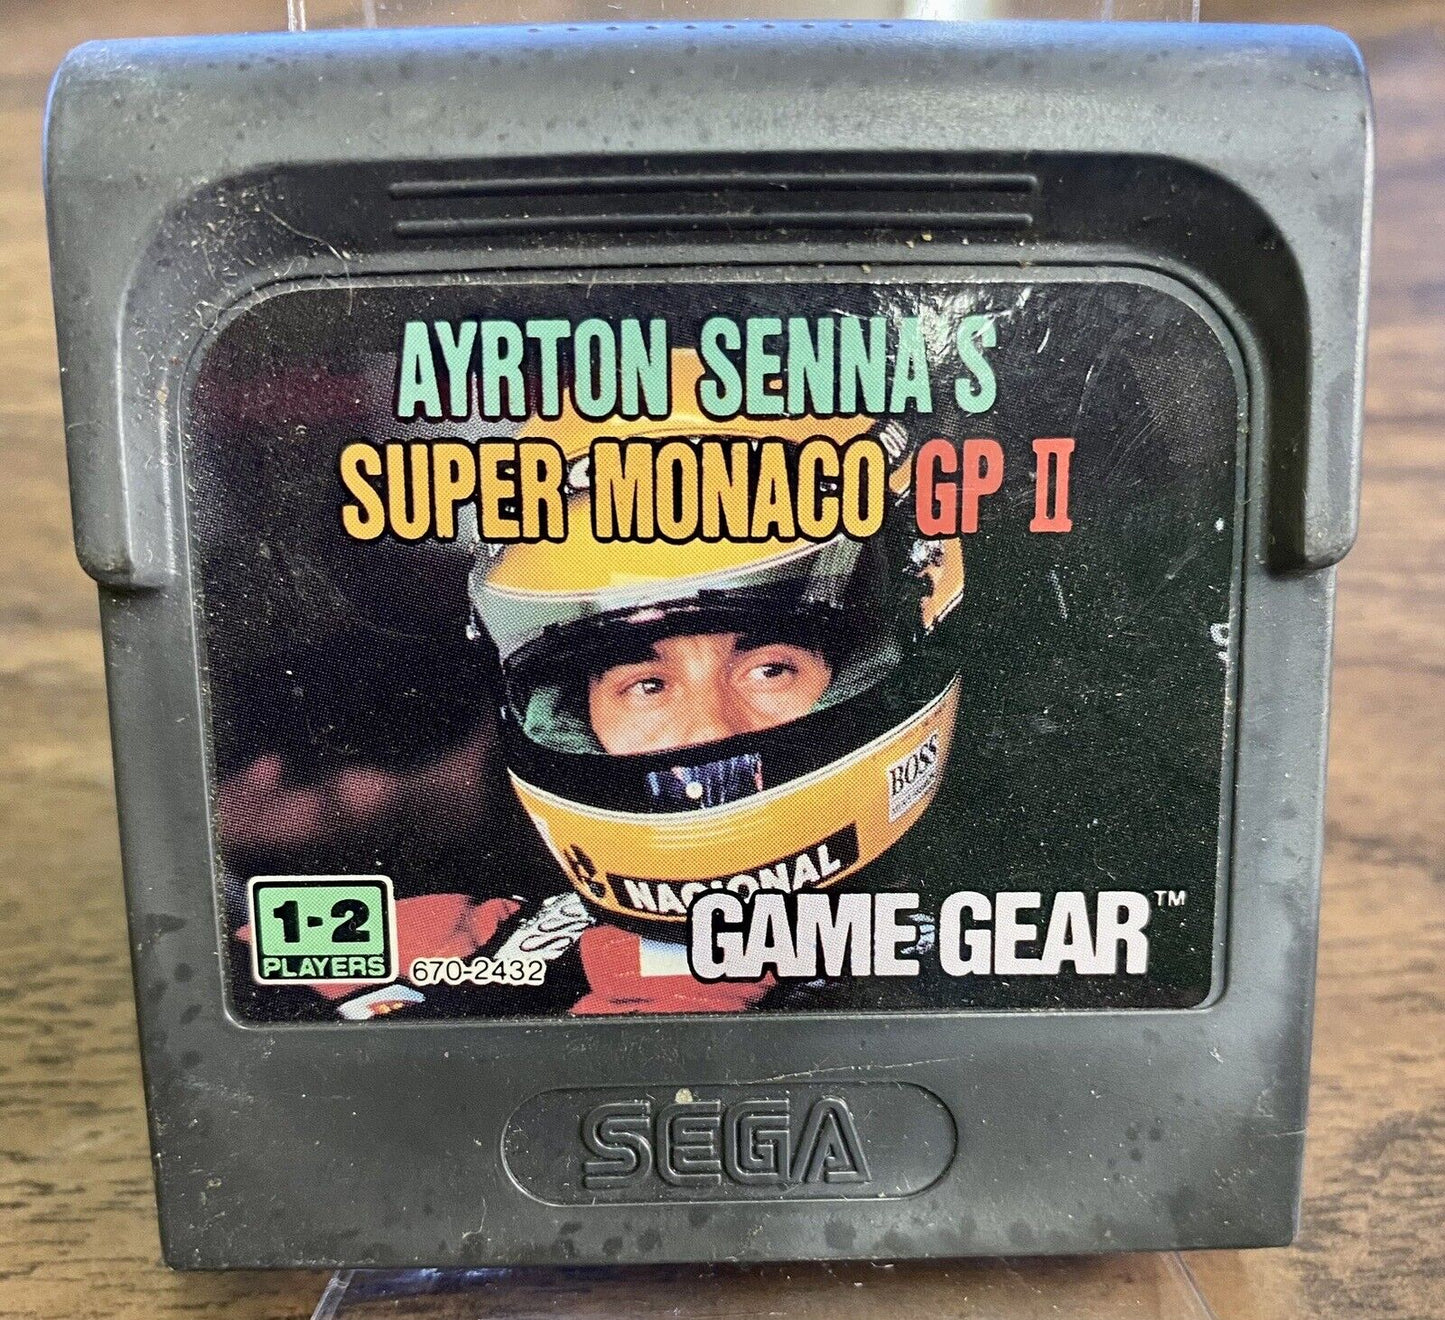 AYRTON SENNA'S
SUPER MONACO GP II
BOSS
NACIONAL
1-2
PLAYERS
670-2432
GAME GEAR™
SEGA